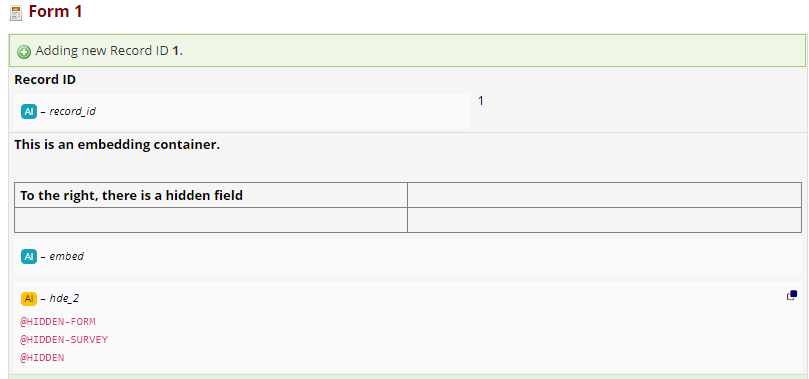 Form 1
Adding new Record ID 1.
Record ID
1
AI – record_id
This is an embedding container.
To the right, there is a hidden field
AI – embed
AI – hde_2
@HIDDEN-FORM
@HIDDEN-SURVEY
@HIDDEN